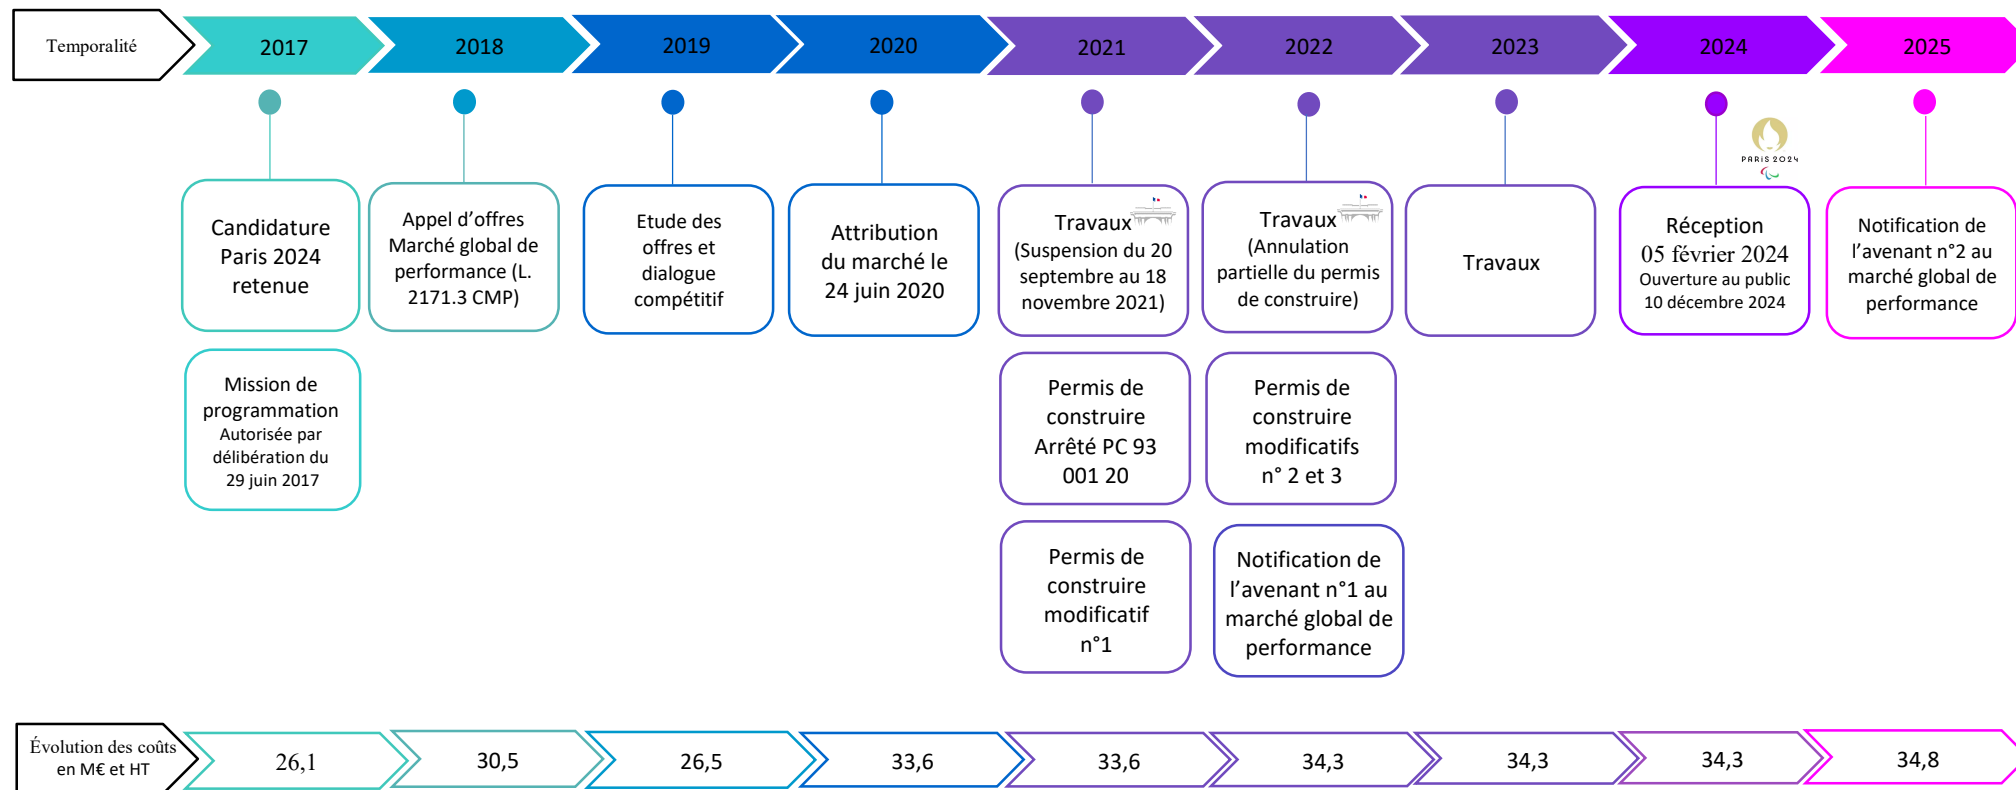 Temporalité
2017
2018
2019
2020
2021
2022
2023
2024
2025
Candidature
Paris 2024
retenue
Mission de
programmation
Autorisée par
délibération du
29 juin 2017
Appel d’offres
Marché global de
performance (L.
2171.3 CMP)
Etude des
offres et
dialogue
compétitif
Attribution
du marché le
24 juin 2020
Travaux
(Suspension du 20
septembre au 18
novembre 2021)
Permis de
construire
Arrêté PC 93
001 20
Permis de
construire
modificatif
n°1
Travaux
(Annulation
partielle du permis
de construire)
Permis de
construire
modificatifs
n° 2 et 3
Notification de
l’avenant n°1 au
marché global de
performance
Travaux
PARIS 2024
Réception
05 février 2024
Ouverture au public
10 décembre 2024
Notification de
l’avenant n°2 au
marché global de
performance
Évolution des coûts
en M€ et HT
26,1
30,5
26,5
33,6
33,6
34,3
34,3
34,3
34,8